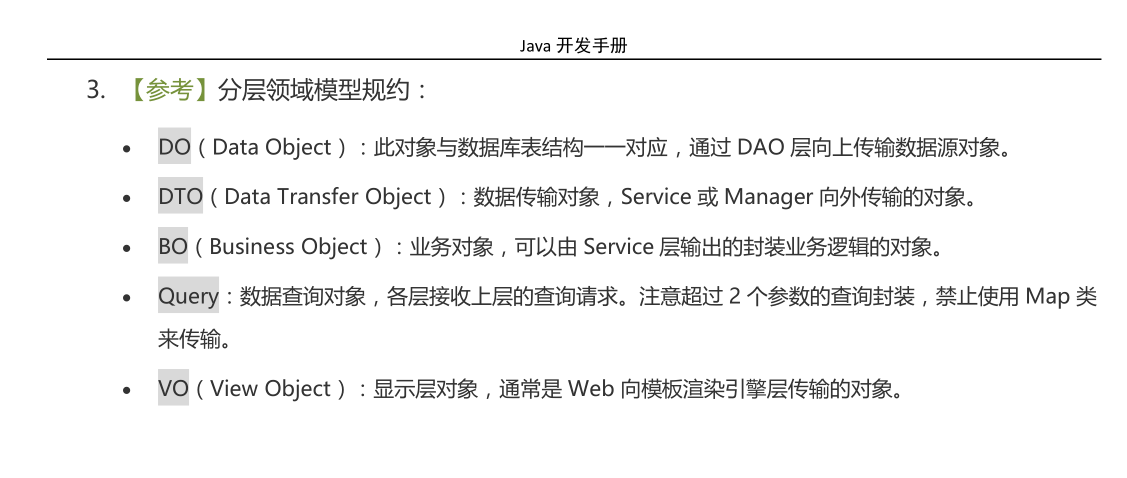 Java 开发手册
3. 【参考】分层领域模型规约：
• DO（Data Object）：此对象与数据库表结构一一对应，通过 DAO 层向上传输数据源对象。
• DTO（Data Transfer Object）：数据传输对象，Service 或 Manager 向外传输的对象。
• BO（Business Object）：业务对象，可以由 Service 层输出的封装业务逻辑的对象。
• Query：数据查询对象，各层接收上层的查询请求。注意超过 2 个参数的查询封装，禁止使用 Map 类
来传输。
• VO（View Object）：显示层对象，通常是 Web 向模板渲染引擎层传输的对象。